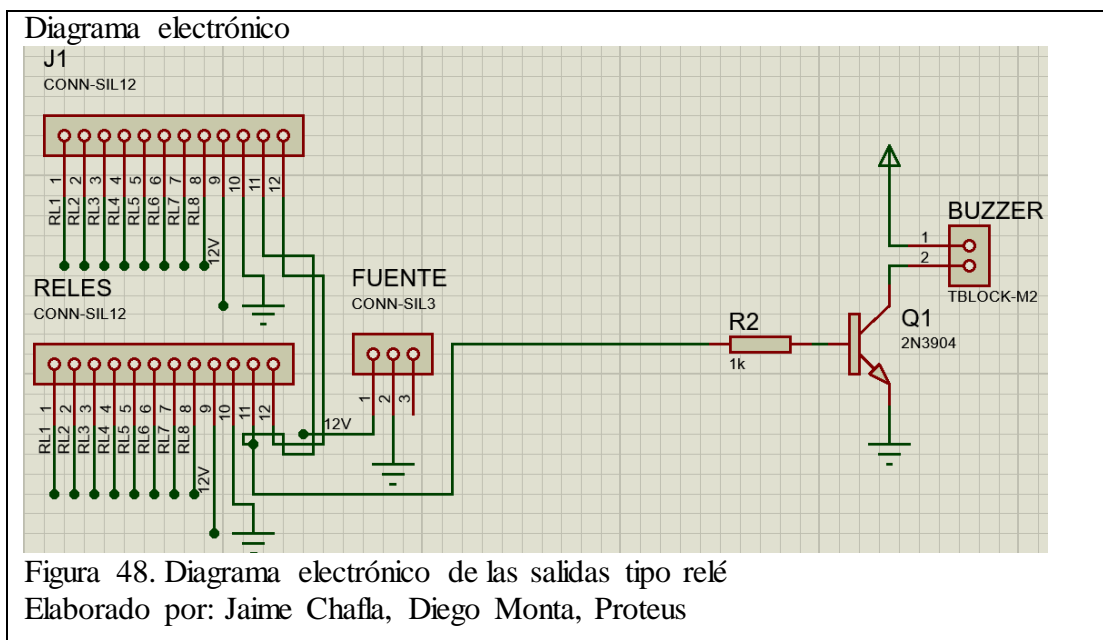 Diagrama electrónico
J1
CONN-SIL12
1 2 3 4 5 6 7 8 9 10 11 12
RL1 RL2 RL3 RL4 RL5 RL6 RL7 RL8 12V
BUZZER
1
2
TBLOCK-M2
RELES
CONN-SIL12
1 2 3 4 5 6 7 8 9 10 11 12
RL1 RL2 RL3 RL4 RL5 RL6 RL7 RL8 12V
FUENTE
CONN-SIL3
1 2 3
12V
R2
1k
Q1
2N3904
Figura 48. Diagrama electrónico de las salidas tipo relé
Elaborado por: Jaime Chafla, Diego Monta, Proteus